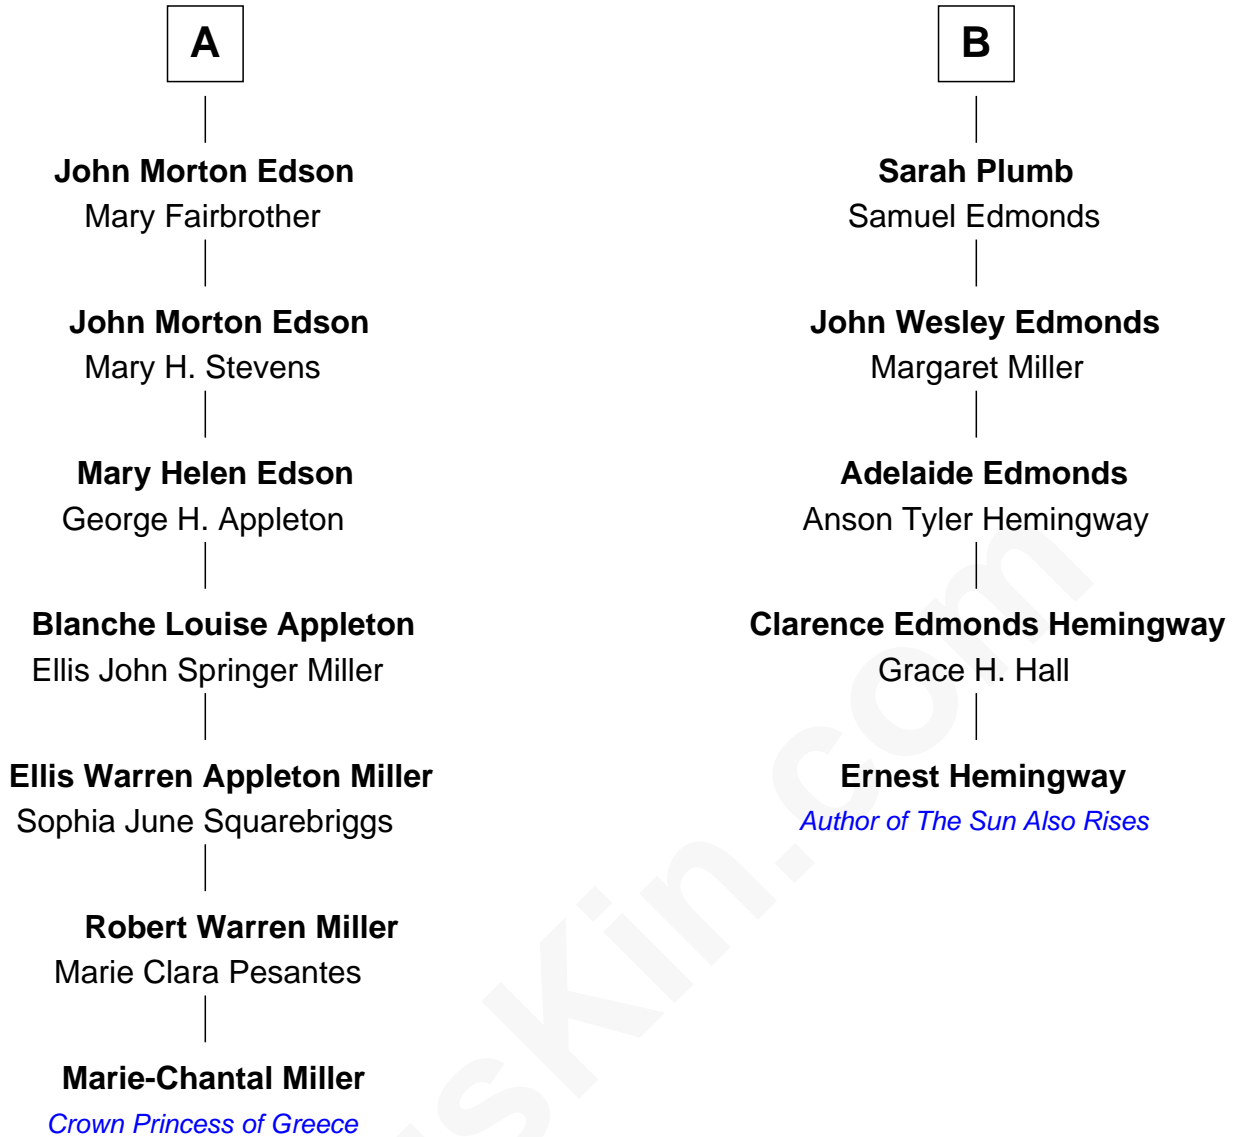 A
John Morton Edson
Mary Fairbrother
John Morton Edson
Mary H. Stevens
Mary Helen Edson
George H. Appleton
Blanche Louise Appleton
Ellis John Springer Miller
Ellis Warren Appleton Miller
Sophia June Squarebriggs
Robert Warren Miller
Marie Clara Pesantes
Marie-Chantal Miller
Crown Princess of Greece
B
Sarah Plumb
Samuel Edmonds
John Wesley Edmonds
Margaret Miller
Adelaide Edmonds
Anson Tyler Hemingway
Clarence Edmonds Hemingway
Grace H. Hall
Ernest Hemingway
Author of The Sun Also Rises
sKin.com